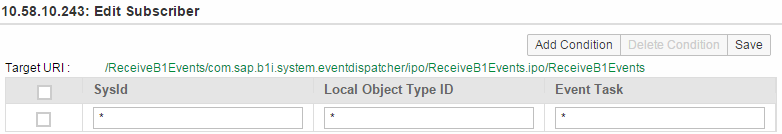 10.58.10.243: Edit Subscriber
Add Condition Delete Condition Save
Target URI : /ReceiveB1Events/com.sap.b1i.system.eventdispatcher/ipo/ReceiveB1Events.ipo/ReceiveB1Events
SysId Local Object Type ID Event Task
* * *